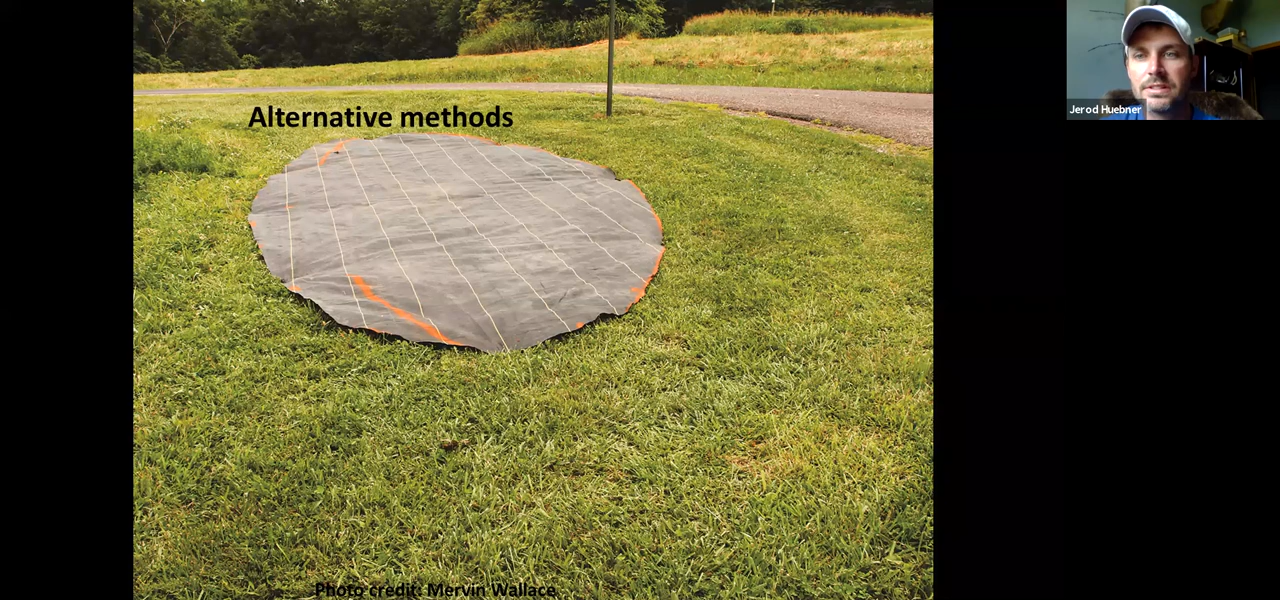 Alternative methods
Jerod Huebner
Photo credit: Mervin Wallace